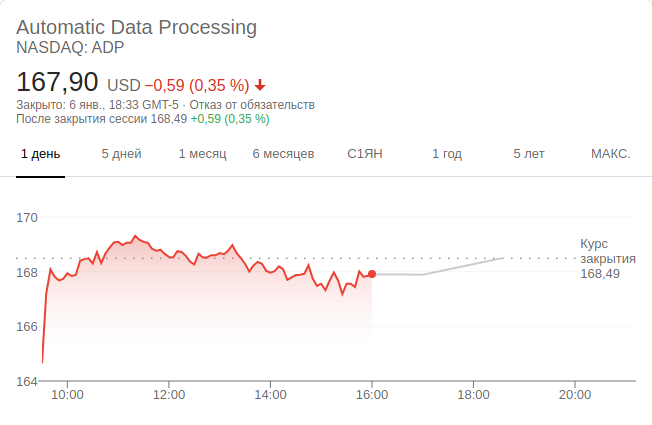 Automatic Data Processing
NASDAQ: ADP
167,90 USD −0,59 (0,35 %)
Закрыто: 6 янв., 18:33 GMT-5 · Отказ от обязательств
После закрытия сессии 168,49 +0,59 (0,35 %)
1 день 5 дней 1 месяц 6 месяцев С1ЯН 1 год 5 лет МАКС.
170
Курс
закрытия
168 168,49
166
164
10:00 12:00 14:00 16:00 18:00 20:00